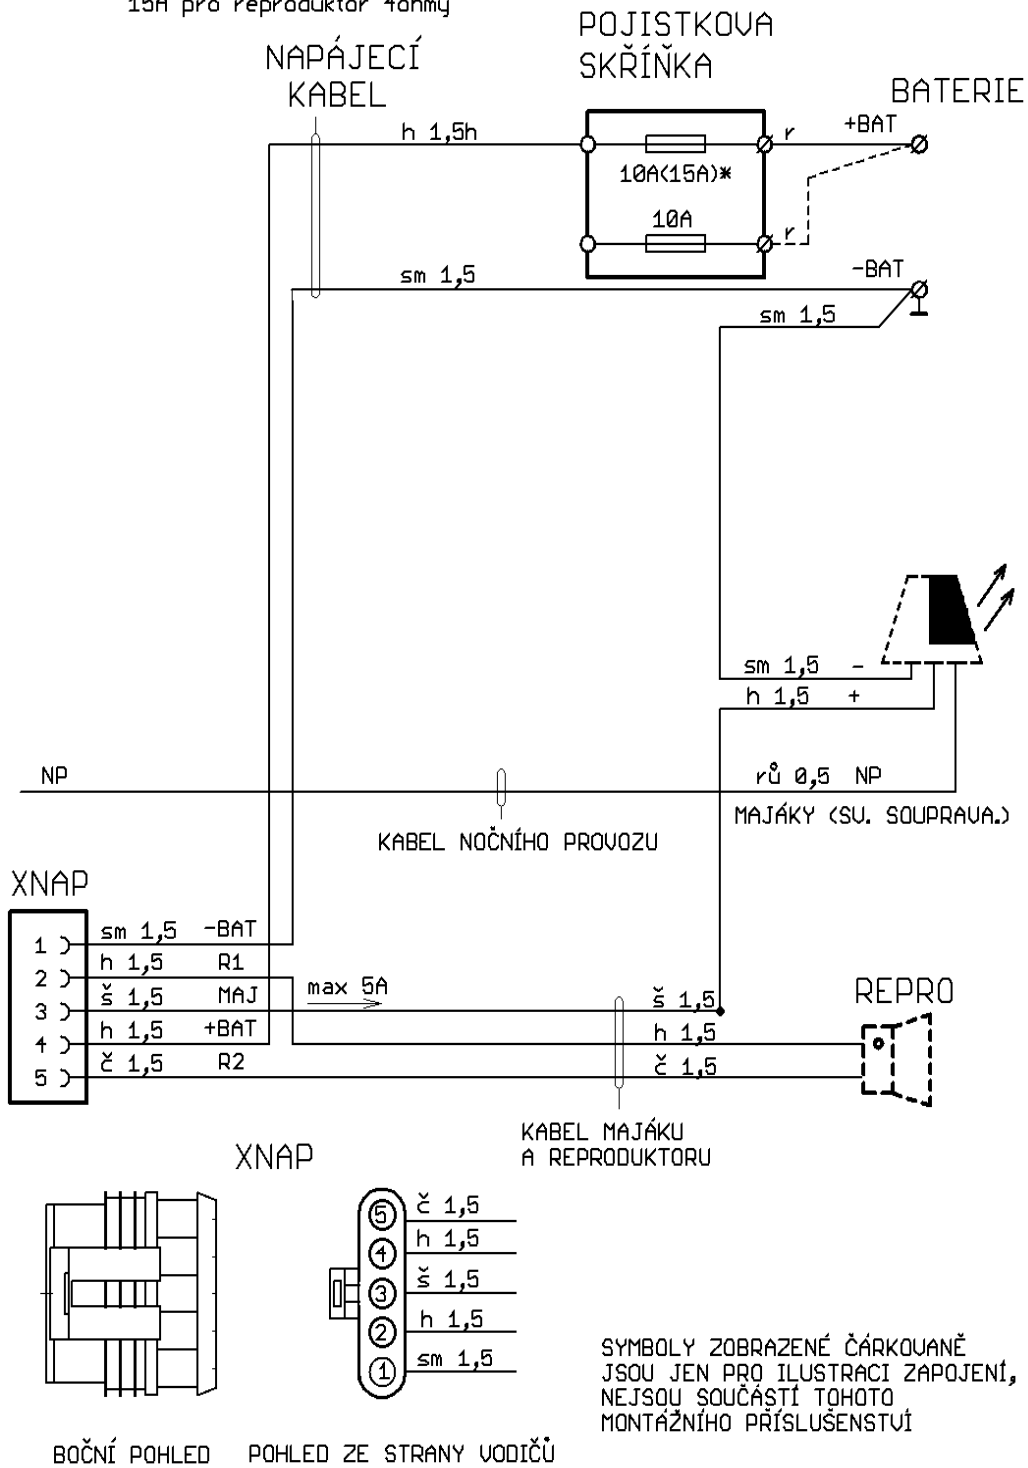 15A pro reproduktor 4ohmy
NAPÁJECÍ
KABEL
POJISTKOVA
SKŘÍŇKA
BATERIE
h 1,5h
r
+BAT
10A(15A)*
10A
r
sm 1,5
-BAT
sm 1,5
sm 1,5 -
h 1,5 +
NP
rů 0,5 NP
MAJÁKY (SV. SOUPRAVA.)
KABEL NOČNÍHO PROVOZU
XNAP
1 sm 1,5 -BAT
2 h 1,5 R1
3 š 1,5 MAJ
4 h 1,5 +BAT
5 č 1,5 R2
max 5A
š 1,5
h 1,5
č 1,5
REPRO
KABEL MAJÁKU
A REPRODUKTORU
XNAP
5 č 1,5
4 h 1,5
3 š 1,5
2 h 1,5
1 sm 1,5
BOČNÍ POHLED
POHLED ZE STRANY VODIČŮ
SYMBOLY ZOBRAZENÉ ČÁRKOVANĚ
JSOU JEN PRO ILUSTRACI ZAPOJENÍ,
NEJSOU SOUČÁSTÍ TOHOTO
MONTÁŽNÍHO PŘÍSLUŠENSTVÍ